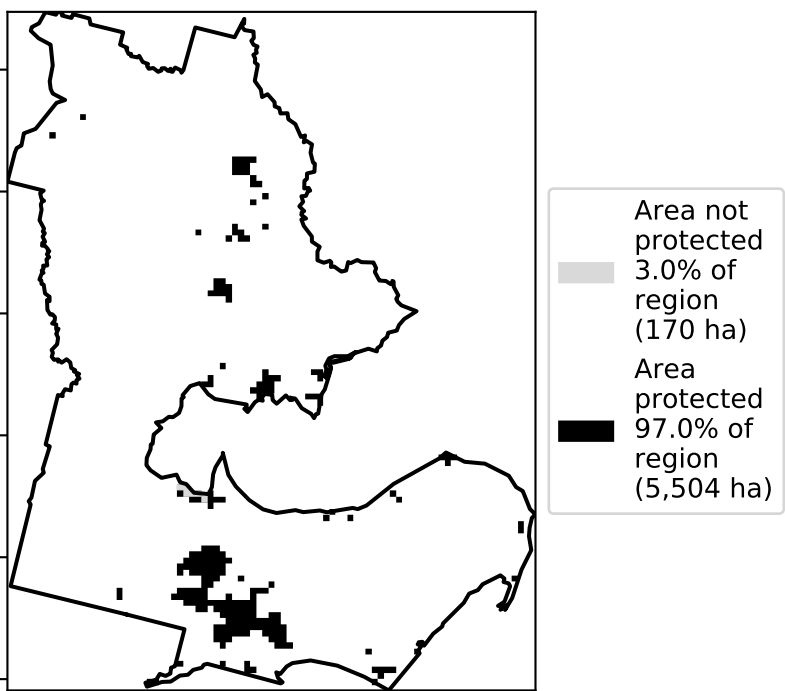 Area not
protected
3.0% of
region
(170 ha)
Area
protected
97.0% of
region
(5,504 ha)